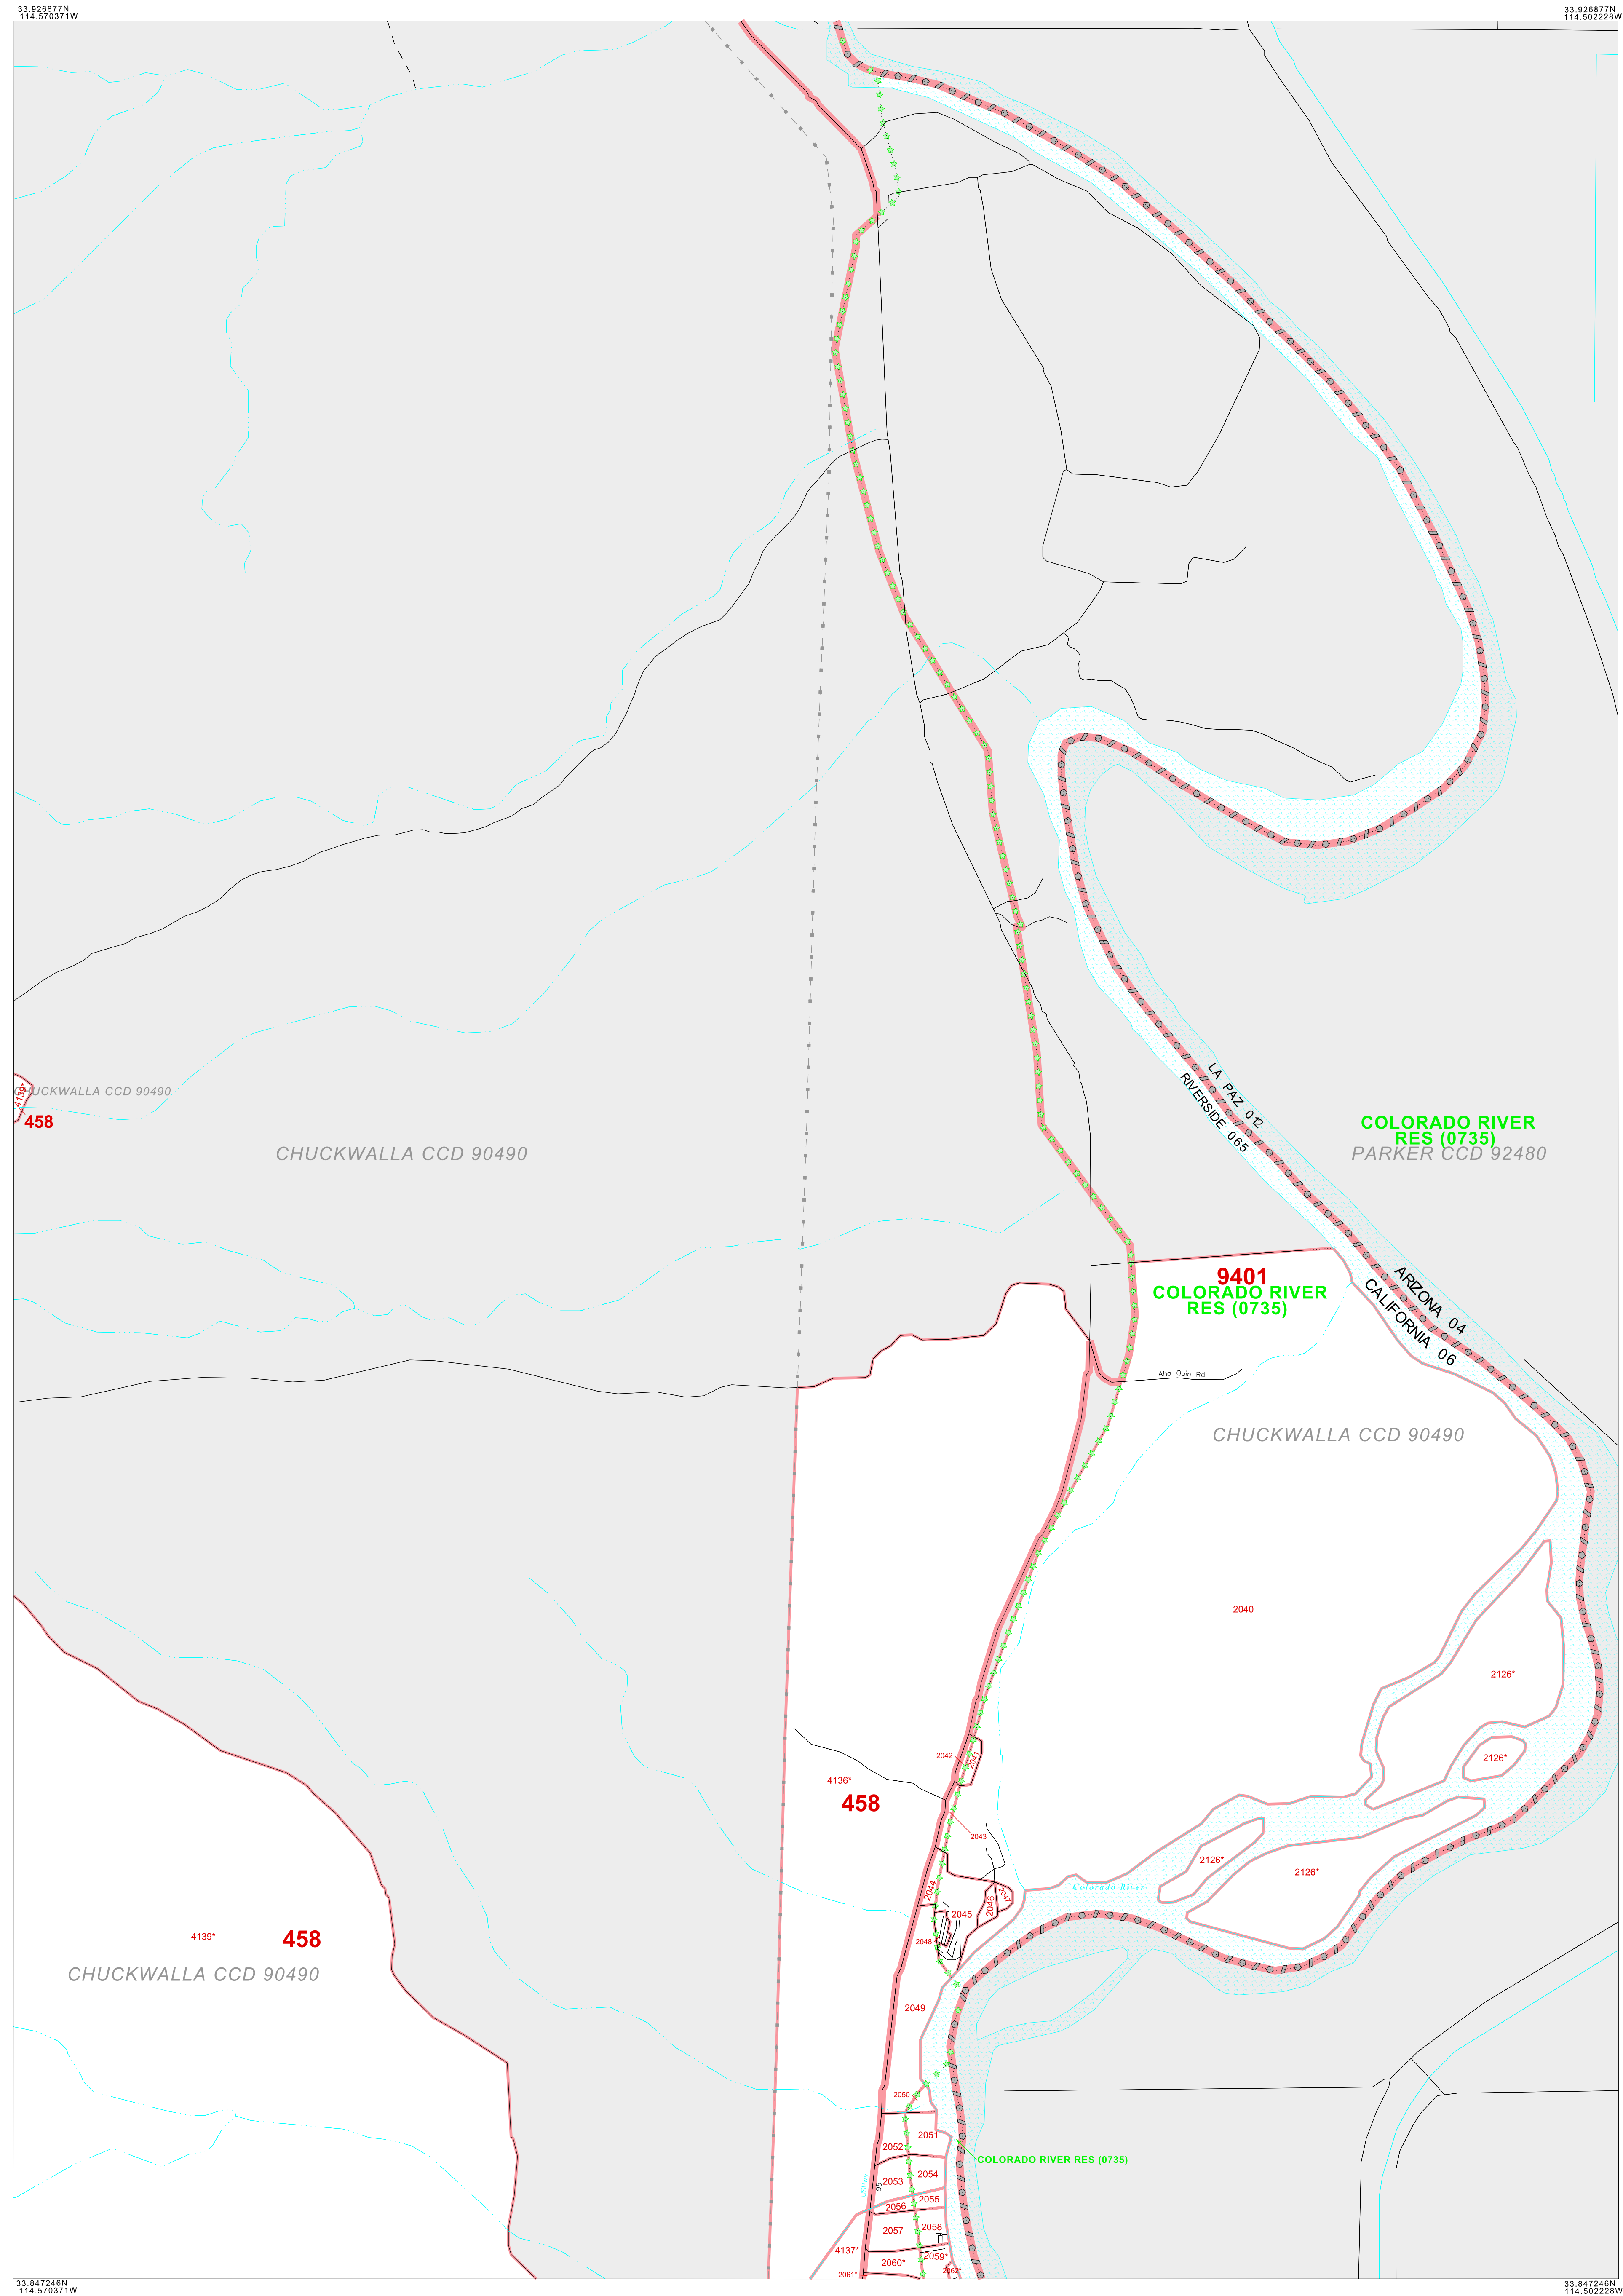 33.926877N
114.570371W
33.926877N
114.502228W
LA PAZ 012
RIVERSIDE 065
4139*
CHUCKWALLA CCD 90490
458
COLORADO RIVER
RES (0735)
PARKER CCD 92480
CHUCKWALLA CCD 90490
9401
COLORADO RIVER
RES (0735)
ARIZONA 04
CALIFORNIA 06
Aha Quin Rd
CHUCKWALLA CCD 90490
2040
2126*
2042
2041
2126*
4136*
458
2043
2126*
2126*
2044
2047
2046
2045
Colorado River
4139*
458
2048
CHUCKWALLA CCD 90490
2049
2050
2051
2052
COLORADO RIVER RES (0735)
2054
2053
95
2055
2056
2057
2058
4137*
2059*
2060*
2061*
2062*
33.847246N
114.570371W
33.847246N
114.502228W